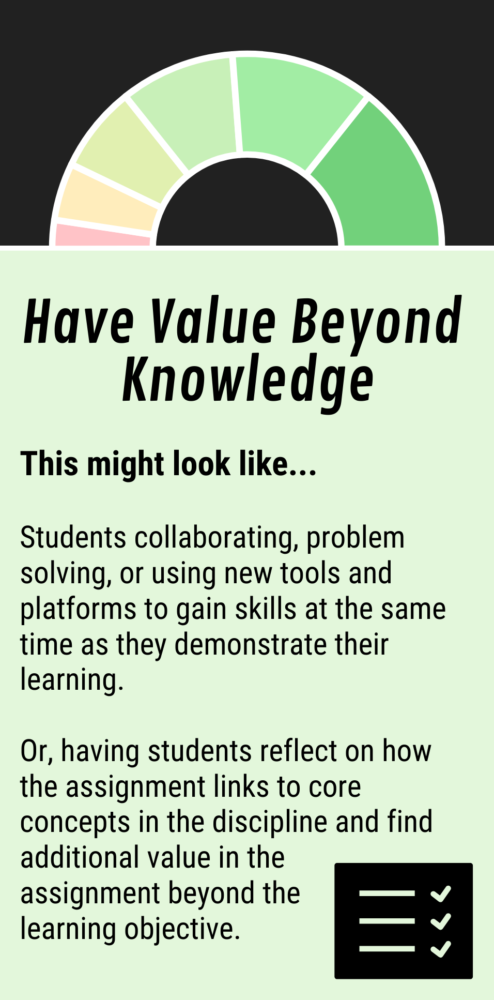 Have Value Beyond
Knowledge
This might look like...
Students collaborating, problem
solving, or using new tools and
platforms to gain skills at the same
time as they demonstrate their
learning.
Or, having students reflect on how
the assignment links to core
concepts in the discipline and find
additional value in the
assignment beyond the
learning objective.